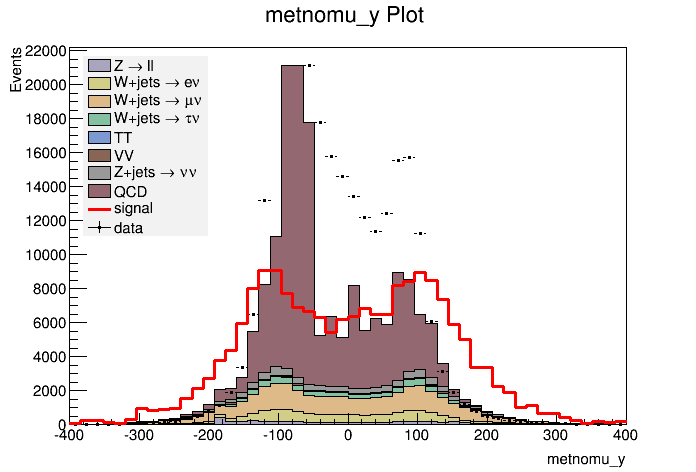 metnomu_y Plot
Events
22000
20000
18000
16000
14000
12000
10000
8000
6000
4000
2000
0
Z → ll
W+jets → eν
W+jets → μν
W+jets → τν
TT
VV
Z+jets → νν
QCD
signal
data
-400 -300 -200 -100 0 100 200 300 400
metnomu_y